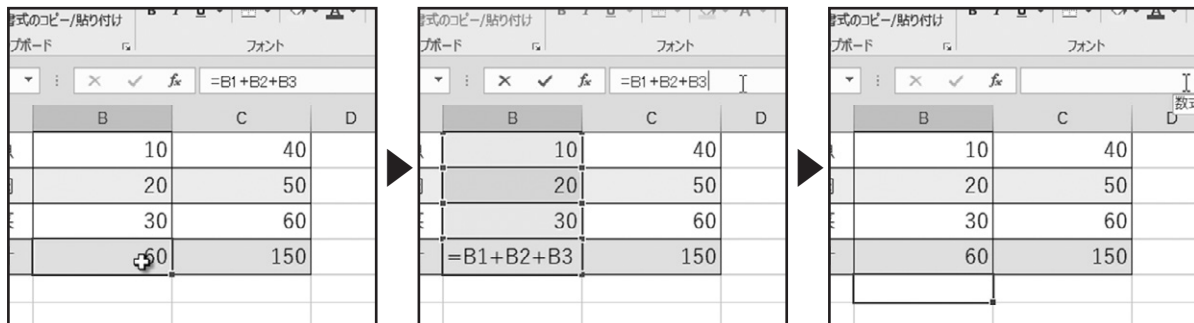 書式のコピー/貼り付け
B I U
プボード フォント
=B1+B2+B3
B C D
10 40
20 50
30 60
60 150
書式のコピー/貼り付け
B I U A
プボード フォント
=B1+B2+B3
B C D
10 40
20 50
30 60
=B1+B2+B3 150
書式のコピー/貼り付け
B I U A
プボード フォント
fx
数式
B C D
10 40
20 50
30 60
60 150